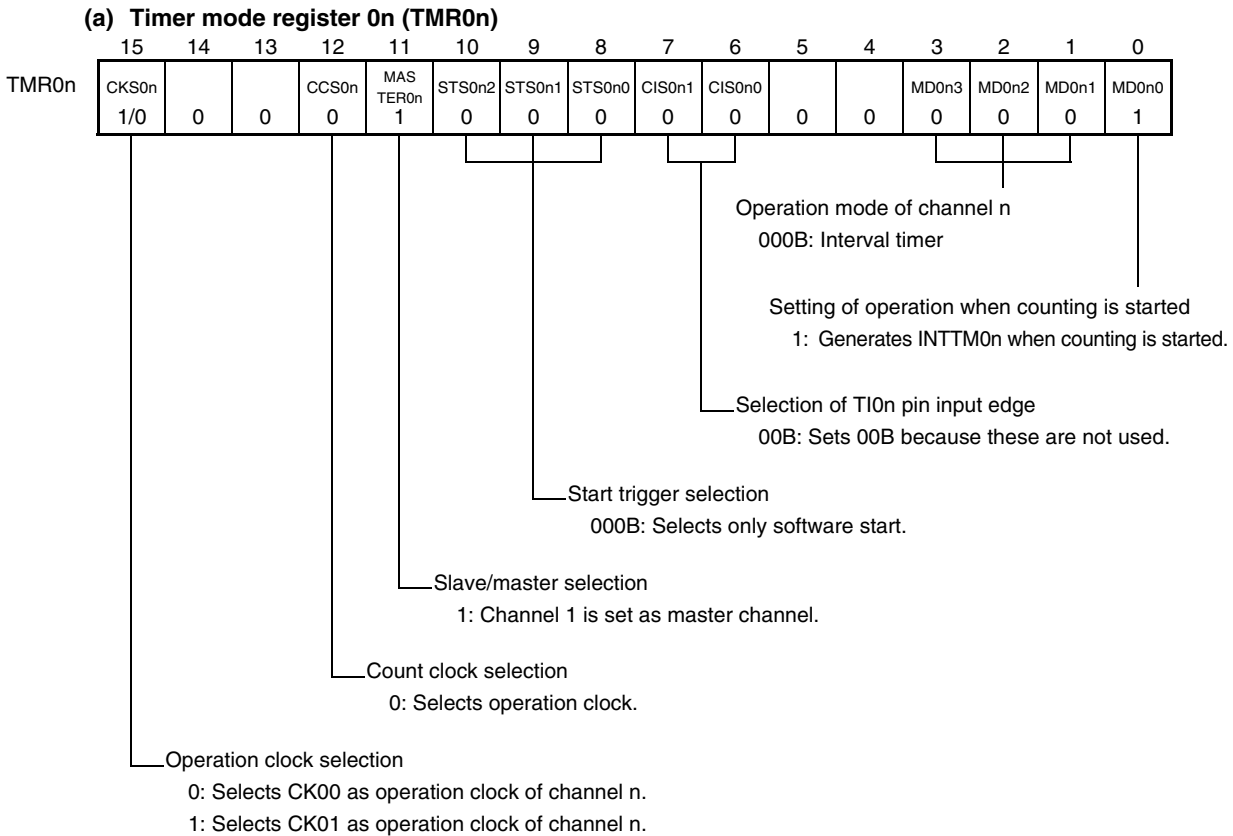 (a) Timer mode register 0n (TMR0n)
15 14 13 12 11 10 9 8 7 6 5 4 3 2 1 0
TMR0n CKS0n CCS0n MAS TER0n STS0n2 STS0n1 STS0n0 CIS0n1 CIS0n0 MD0n3 MD0n2 MD0n1 MD0n0
1/0 0 0 0 1 0 0 0 0 0 0 0 0 0 0 1
Operation mode of channel n
000B: Interval timer
Setting of operation when counting is started
1: Generates INTTM0n when counting is started.
Selection of TI0n pin input edge
00B: Sets 00B because these are not used.
Start trigger selection
000B: Selects only software start.
Slave/master selection
1: Channel 1 is set as master channel.
Count clock selection
0: Selects operation clock.
Operation clock selection
0: Selects CK00 as operation clock of channel n.
1: Selects CK01 as operation clock of channel n.